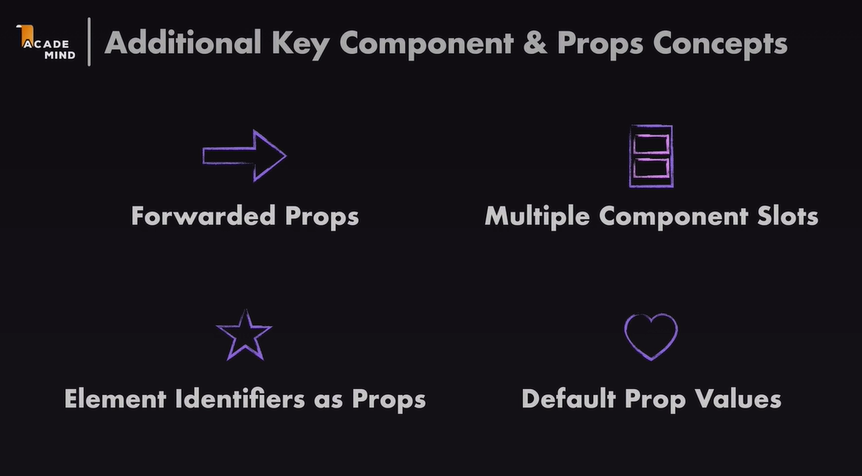 ACADE
MIND
Additional Key Component & Props Concepts
Forwarded Props
Multiple Component Slots
Element Identifiers as Props
Default Prop Values